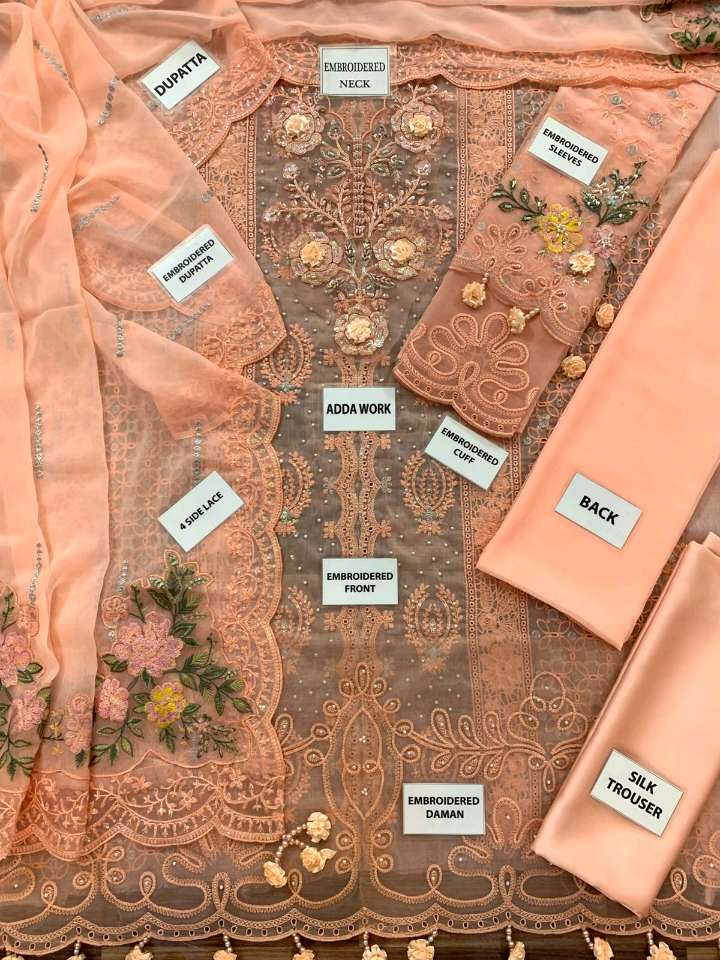 DUPATTA
EMBROIDERED
NECK
EMBROIDERED
SLEEVES
EMBROIDERED
DUPATTA
ADDA WORK
EMBROIDERED
CUFF
4 SIDE LACE
BACK
EMBROIDERED
FRONT
SILK
TROUSER
EMBROIDERED
DAMAN